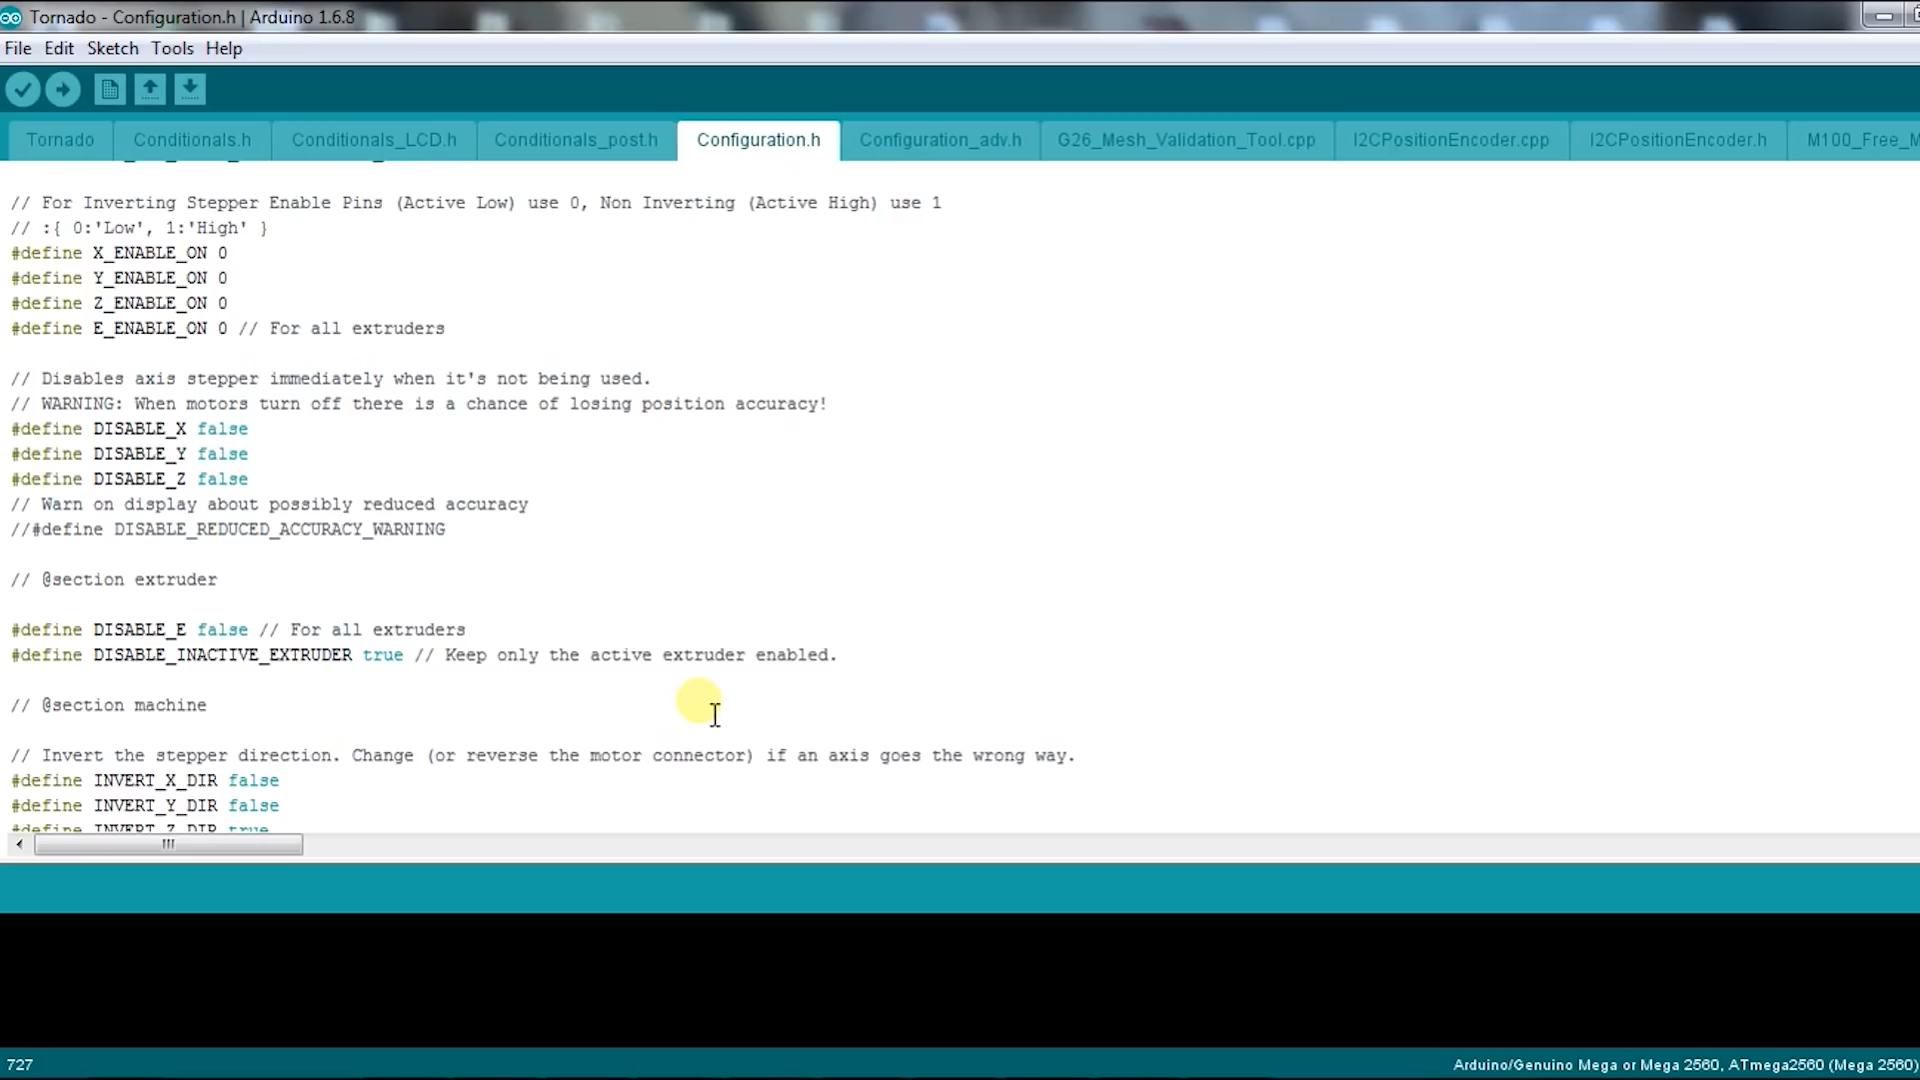 Tornado - Configuration.h | Arduino 1.6.8
File Edit Sketch Tools Help
Tornado Conditionals.h Conditionals_LCD.h Conditionals_post.h Configuration.h Configuration_adv.h G26_Mesh_Validation_Tool.cpp I2CPositionEncoder.cpp I2CPositionEncoder.h M100_Free_M
// For Inverting Stepper Enable Pins (Active Low) use 0, Non Inverting (Active High) use 1
// :{ 0:'Low', 1:'High' }
#define X_ENABLE_ON 0
#define Y_ENABLE_ON 0
#define Z_ENABLE_ON 0
#define E_ENABLE_ON 0 // For all extruders
// Disables axis stepper immediately when it's not being used.
// WARNING: When motors turn off there is a chance of losing position accuracy!
#define DISABLE_X false
#define DISABLE_Y false
#define DISABLE_Z false
// Warn on display about possibly reduced accuracy
//#define DISABLE_REDUCED_ACCURACY_WARNING
// @section extruder
#define DISABLE_E false // For all extruders
#define DISABLE_INACTIVE_EXTRUDER true // Keep only the active extruder enabled.
// @section machine
// Invert the stepper direction. Change (or reverse the motor connector) if an axis goes the wrong way.
#define INVERT_X_DIR false
#define INVERT_Y_DIR false
#define INVERT_Z_DIR true
727
Arduino/Genuino Mega or Mega 2560, ATmega2560 (Mega 2560)